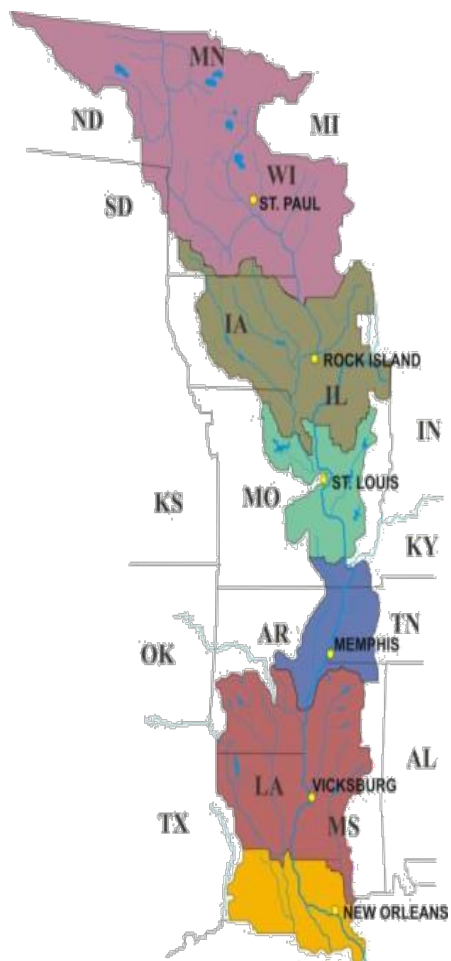 MN
ND
MI
WI
SD
ST. PAUL
IA
ROCK ISLAND
IL
IN
ST. LOUIS
KS
MO
KY
TN
AR
MEMPHIS
OK
AL
LA
VICKSBURG
TX
MS
NEW ORLEANS